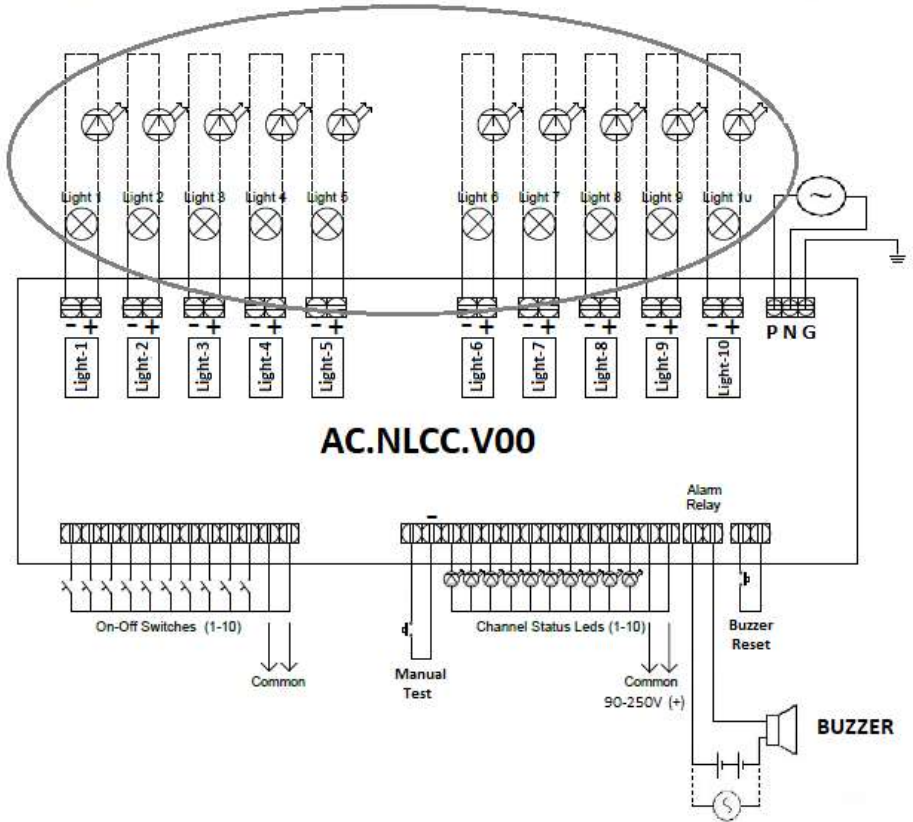 Light 1 Light 2 Light 3 Light 4 Light 5 Light 6 Light 7 Light 8 Light 9 Light 10
- + - + - + - + - + - + - + - + - + - + P N G
Light-1 Light-2 Light-3 Light-4 Light-5 Light-6 Light-7 Light-8 Light-9 Light-10
AC.NLCC.V00
Alarm
Relay
-
On-Off Switches (1-10)
Channel Status Leds (1-10)
Buzzer
Reset
Common
Manual
Test
Common
90-250V (+)
BUZZER